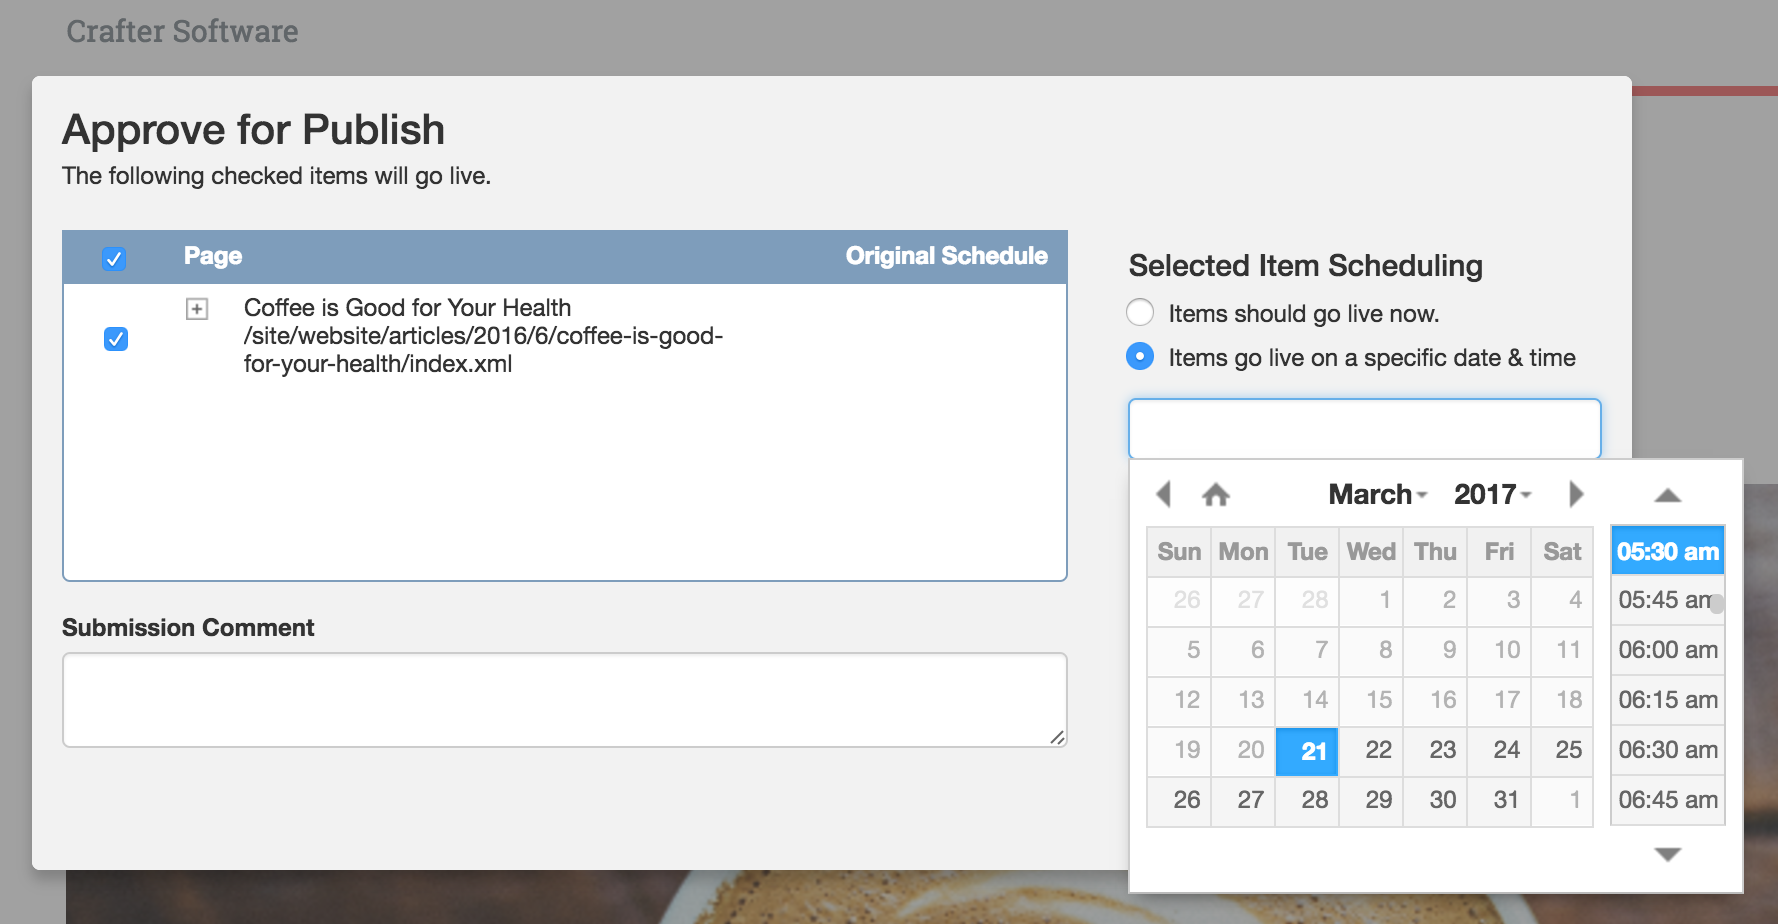 Crafter Software
Approve for Publish
The following checked items will go live.
Page Original Schedule
Coffee is Good for Your Health
/site/website/articles/2016/6/coffee-is-good-
for-your-health/index.xml
Submission Comment
Selected Item Scheduling
Items should go live now.
Items go live on a specific date & time
March 2017
Sun Mon Tue Wed Thu Fri Sat
26 27 28 1 2 3 4
5 6 7 8 9 10 11
12 13 14 15 16 17 18
19 20 21 22 23 24 25
26 27 28 29 30 31 1
05:30 am
05:45 am
06:00 am
06:15 am
06:30 am
06:45 am